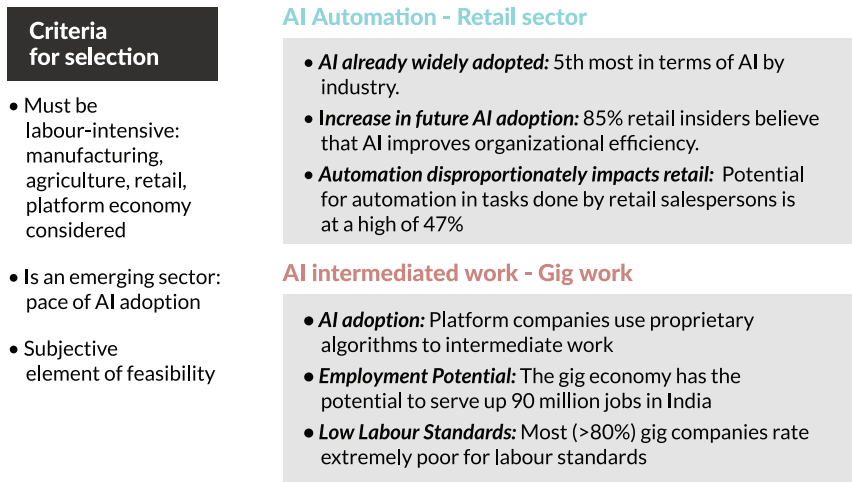 Criteria
for selection
• Must be
labour-intensive:
manufacturing,
agriculture, retail,
platform economy
considered
• Is an emerging sector:
pace of AI adoption
• Subjective
element of feasibility
AI Automation - Retail sector
• AI already widely adopted: 5th most in terms of AI by
industry.
• Increase in future AI adoption: 85% retail insiders believe
that AI improves organizational efficiency.
• Automation disproportionately impacts retail: Potential
for automation in tasks done by retail salespersons is
at a high of 47%
AI intermediated work - Gig work
• AI adoption: Platform companies use proprietary
algorithms to intermediate work
• Employment Potential: The gig economy has the
potential to serve up 90 million jobs in India
• Low Labour Standards: Most (>80%) gig companies rate
extremely poor for labour standards